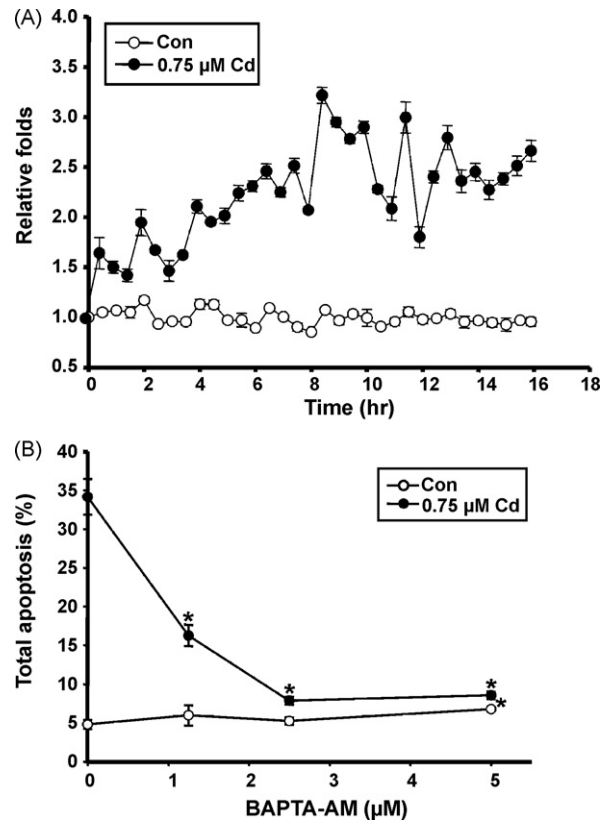 (A)
4.0
3.5
3.0
2.5
2.0
1.5
1.0
0.5
Relative folds
Con
0.75 µM Cd
0 2 4 6 8 10 12 14 16 18
Time (hr)
(B)
40
35
30
25
20
15
10
5
0
Total apoptosis (%)
Con
0.75 µM Cd
*
*
*
*
0 1 2 3 4 5
BAPTA-AM (µM)